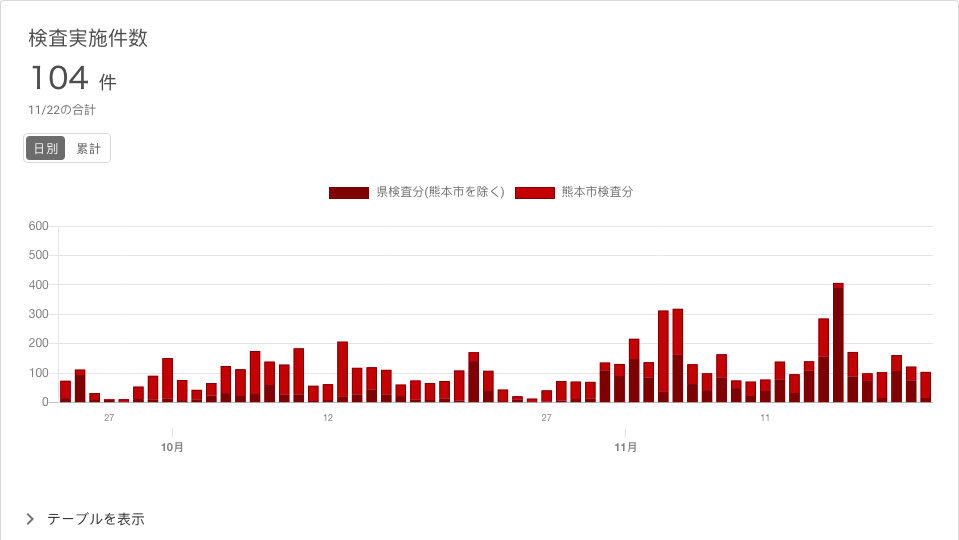 検査実施件数
104 件
11/22の合計
日別 累計
県検査分(熊本市を除く) 熊本市検査分
600
500
400
300
200
100
0
27 12 27 11
10月 11月
テーブルを表示